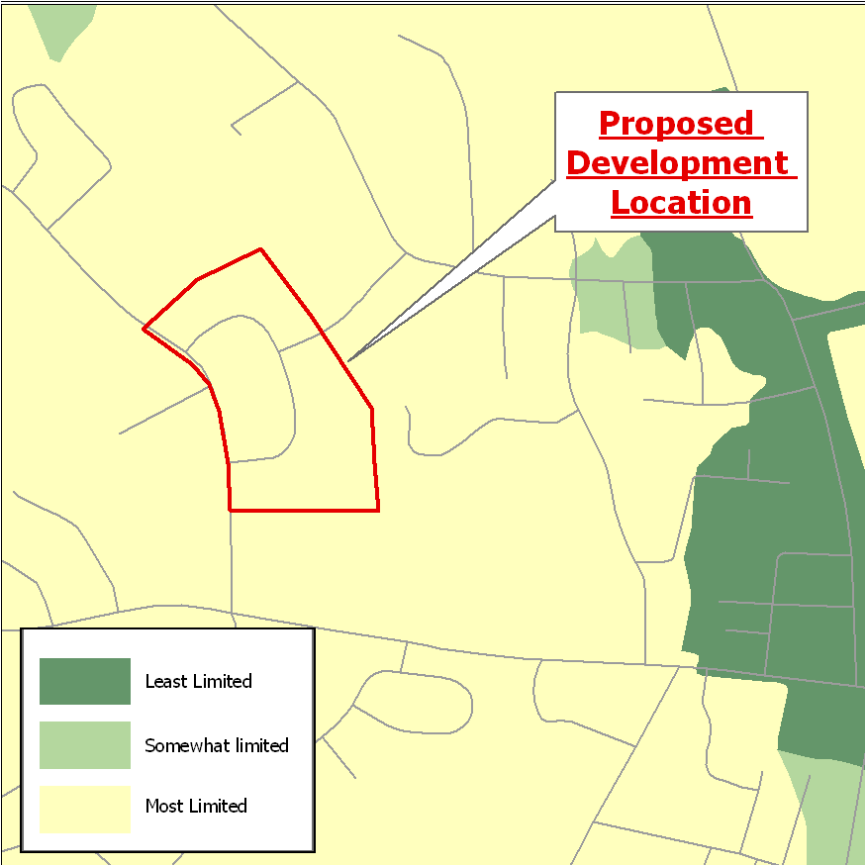 Proposed
Development
Location
Least Limited
Somewhat limited
Most Limited